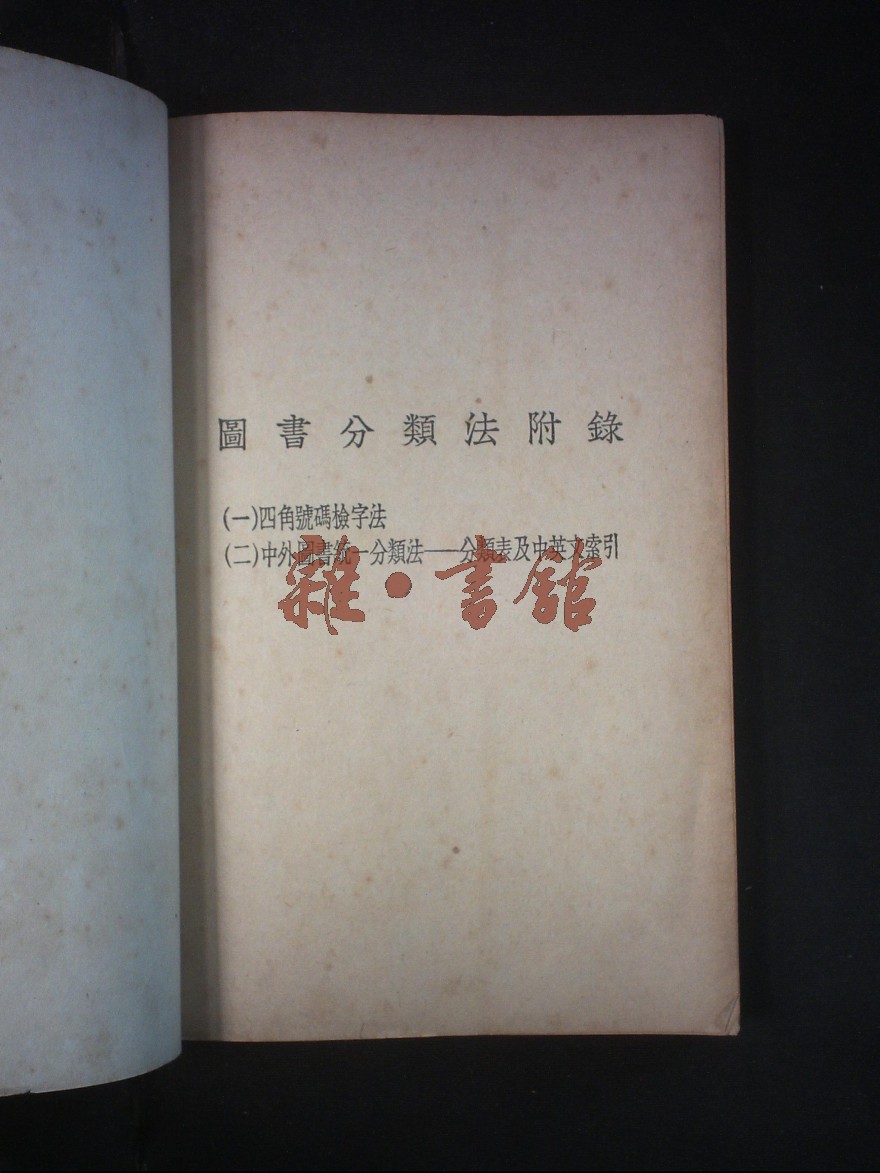 圖書分類法附錄
(一)四角號碼檢字法
(二)中外圖書統一分類法——分類表及中英文索引
雜·書館